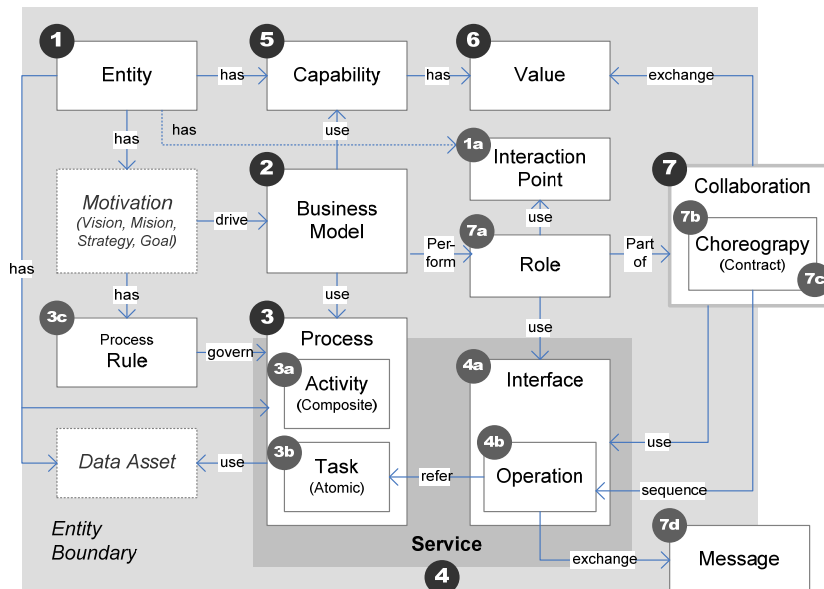 1
Entity
has
5
Capability
has
6
Value
exchange
has
has
use
1a
Interaction
Point
7
Collaboration
Motivation
(Vision, Mision,
Strategy, Goal)
drive
2
Business
Model
Per-
form
use
7a
Role
Part
of
7b
Choreograpy
(Contract)
7c
has
has
use
use
3c
Process
Rule
govern
3
Process
3a
Activity
(Composite)
4a
Interface
use
Data Asset
use
3b
Task
(Atomic)
refer
4b
Operation
sequence
Entity
Boundary
Service
4
exchange
7d
Message